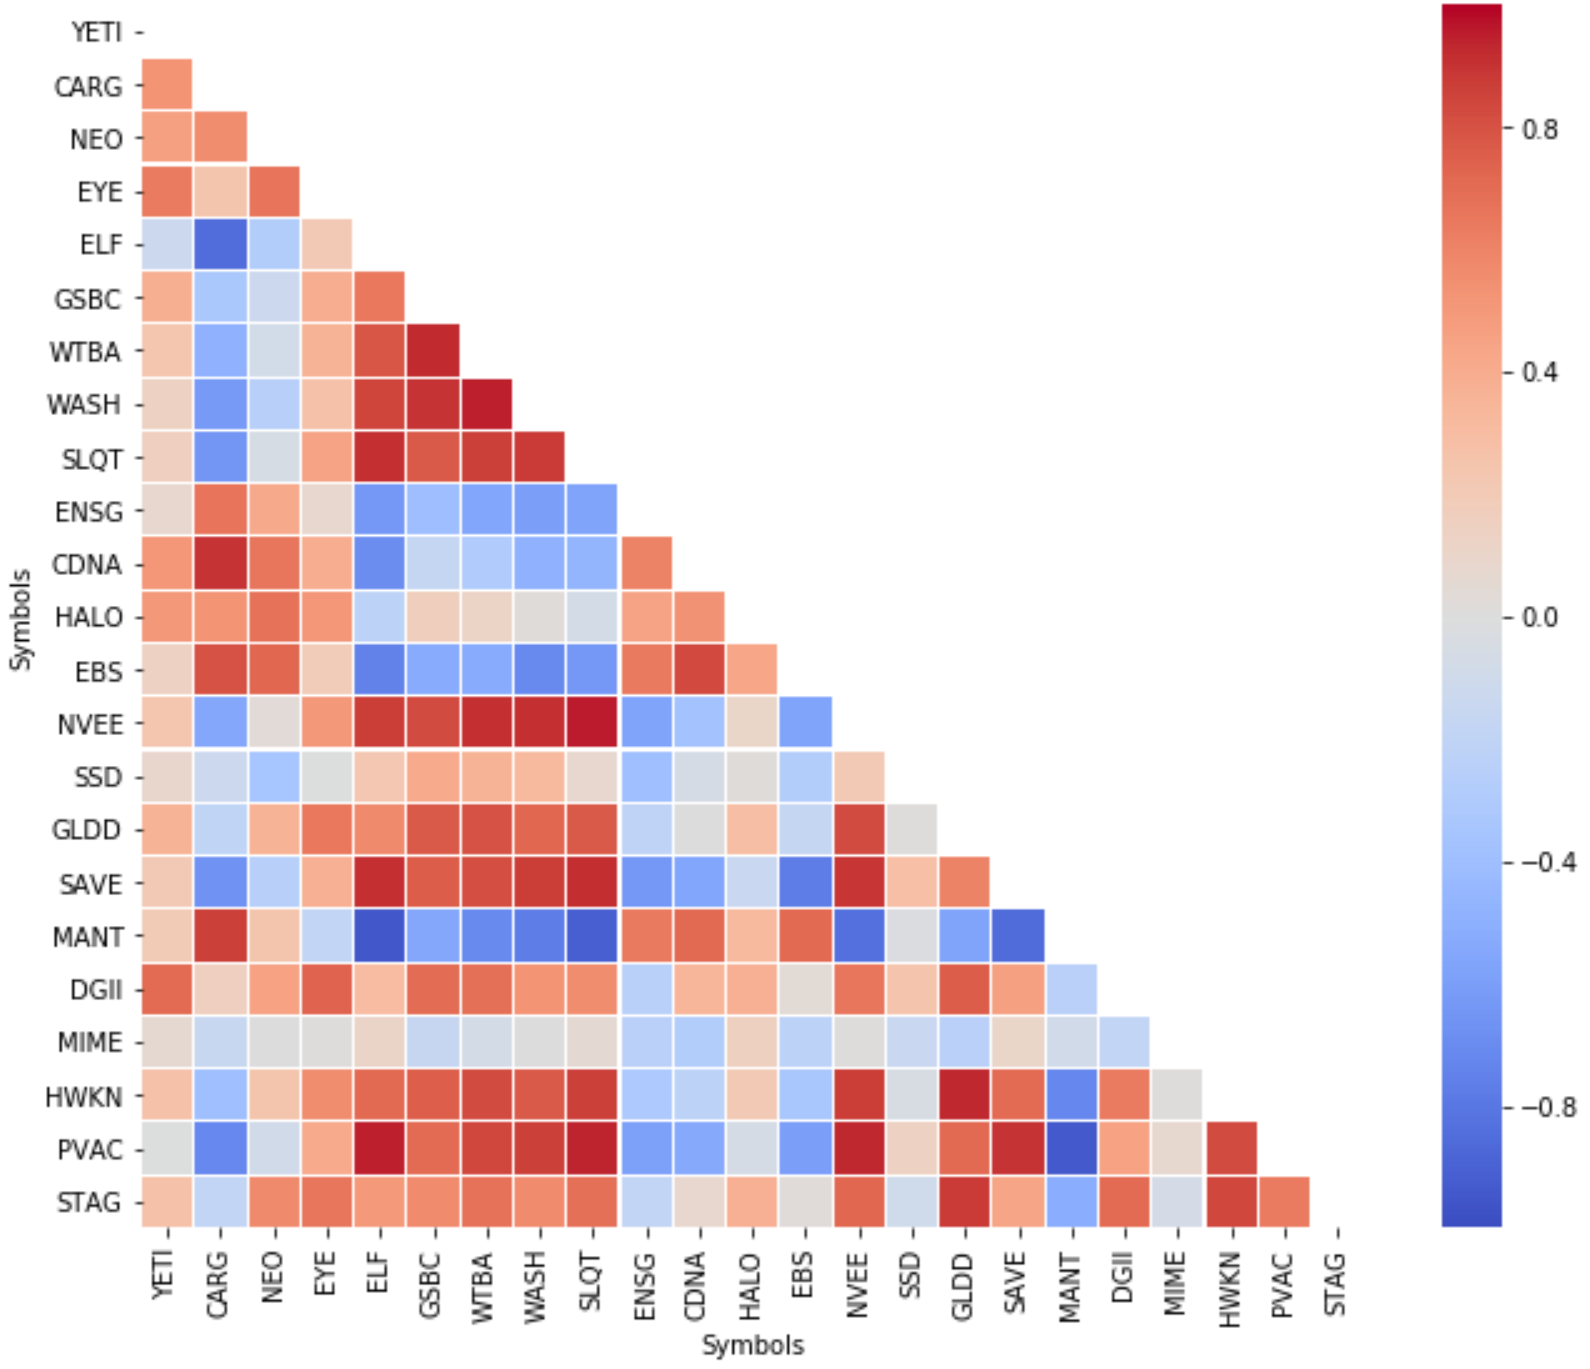 YETI
CARG
NEO
EYE
ELF
GSBC
WTBA
WASH
SLQT
ENSG
CDNA
HALO
EBS
NVEE
SSD
GLDD
SAVE
MANT
DGII
MIME
HWKN
PVAC
STAG
Symbols
YETI
CARG
NEO
EYE
ELF
GSBC
WTBA
WASH
SLQT
ENSG
CDNA
HALO
EBS
NVEE
SSD
GLDD
SAVE
MANT
DGII
MIME
HWKN
PVAC
STAG
Symbols
0.8
0.4
0.0
−0.4
−0.8